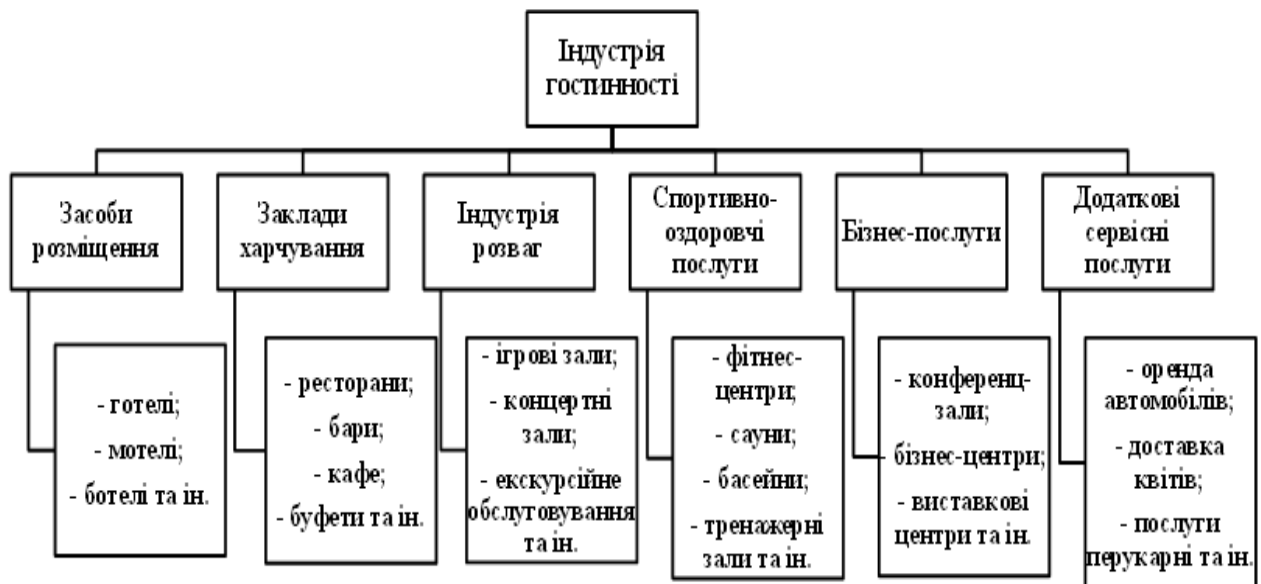 Індустрія
гостинності
Засоби
розміщення
Заклади
харчування
Індустрія
розваг
Спортивно-
оздоровчі
послуги
Бізнес-послуги
Додаткові
сервісні
послуги
- готелі;
- мотелі;
- ботелі та ін.
- ресторани;
- бари;
- кафе;
- буфети та ін.
- ігрові зали;
- концертні
зали;
- екскурсійне
обслуговування
та ін.
- фітнес-
центри;
- сауни;
- басейни;
- тренажерні
зали та ін.
- конференц-
зали;
- бізнес-центри;
- виставкові
центри та ін.
- оренда
автомобілів;
- доставка
квітів;
- послуги
перукарні та ін.